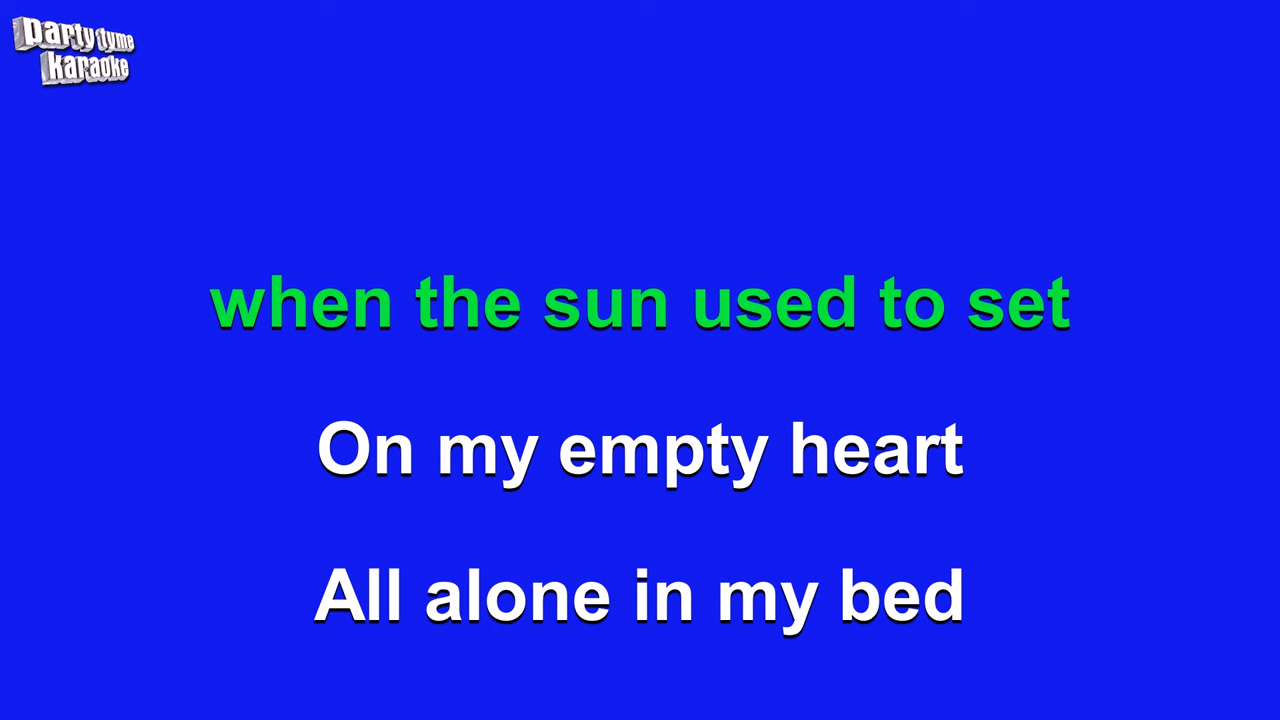 party tyme
karaoke
when the sun used to set
On my empty heart
All alone in my bed